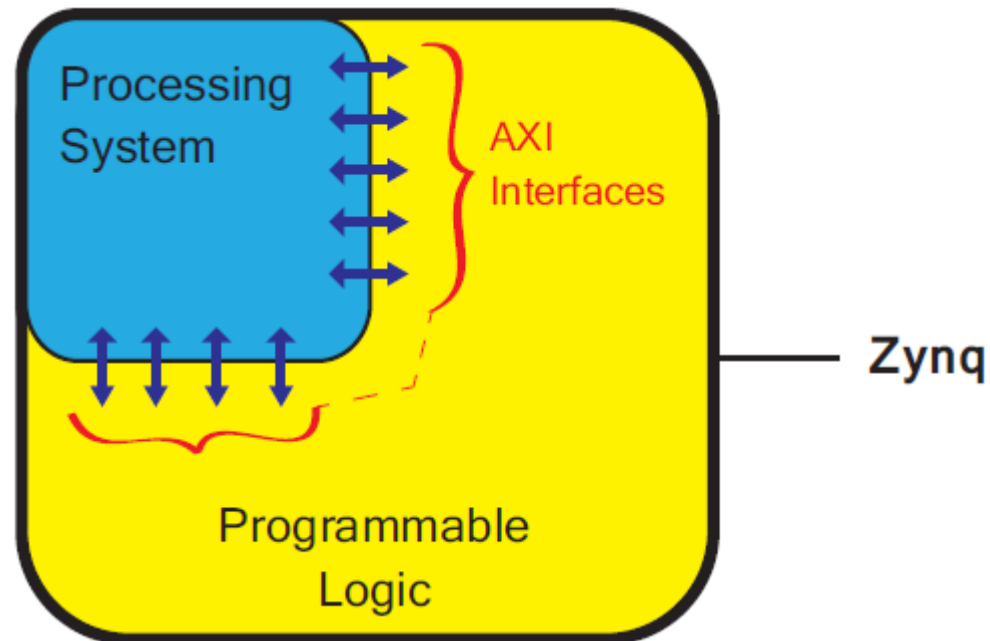 Processing
System
AXI
Interfaces
Zynq
Programmable
Logic